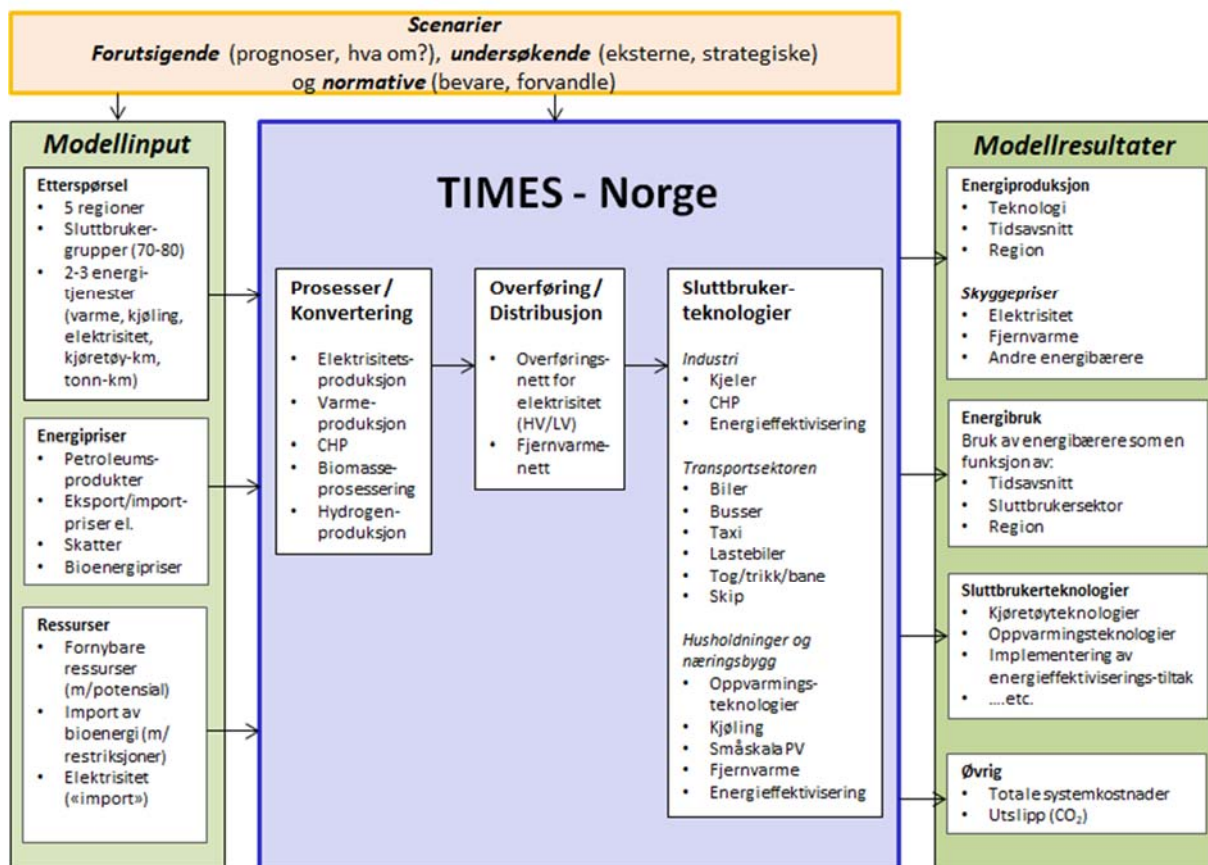 Scenarier
Forutsigende (prognoser, hva om?), undersøkende (eksterne, strategiske)
og normative (bevare, forvandle)
Modellinput
Etterspørsel
• 5 regioner
• Sluttbruker-
grupper (70-80)
• 2-3 energi-
tjenester
(varme, kjøling,
elektrisitet,
kjøretøy-km,
tonn-km)
Energipriser
• Petroleums-
produkter
• Eksport/import-
priser el.
• Skatter
• Bioenergipriser
Ressurser
• Fornybare
ressurser
(m/potensial)
• Import av
bioenergi (m/
restriksjoner)
• Elektrisitet
(«import»)
TIMES - Norge
Prosesser /
Konvertering
• Elektrisitets-
produksjon
• Varme-
produksjon
• CHP
• Biomasse-
prosessering
• Hydrogen-
produksjon
Overføring /
Distribusjon
• Overførings-
nett for
elektrisitet
(HV/LV)
• Fjernvarme-
nett
Sluttbruker-
teknologier
Industri
• Kjeler
• CHP
• Energieffektivisering
Transportsektoren
• Biler
• Busser
• Taxi
• Lastebiler
• Tog/trikk/bane
• Skip
Husholdninger og
næringsbygg
• Oppvarmings-
teknologier
• Kjøling
• Småskala PV
• Fjernvarme
• Energieffektivisering
Modellresultater
Energiproduksjon
• Teknologi
• Tidsavsnitt
• Region
Skyggepriser
• Elektrisitet
• Fjernvarme
• Andre energibærere
Energibruk
Bruk av energibærere som en
funksjon av:
• Tidsavsnitt
• Sluttbrukersektor
• Region
Sluttbrukerteknologier
• Kjøretøyteknologier
• Oppvarmingsteknologier
• Implementering av
energieffektiviserings-tiltak
• ....etc.
Øvrig
• Totale systemkostnader
• Utslipp (CO₂)